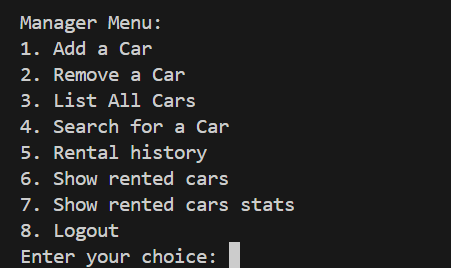 Manager Menu:
1. Add a Car
2. Remove a Car
3. List All Cars
4. Search for a Car
5. Rental history
6. Show rented cars
7. Show rented cars stats
8. Logout
Enter your choice: